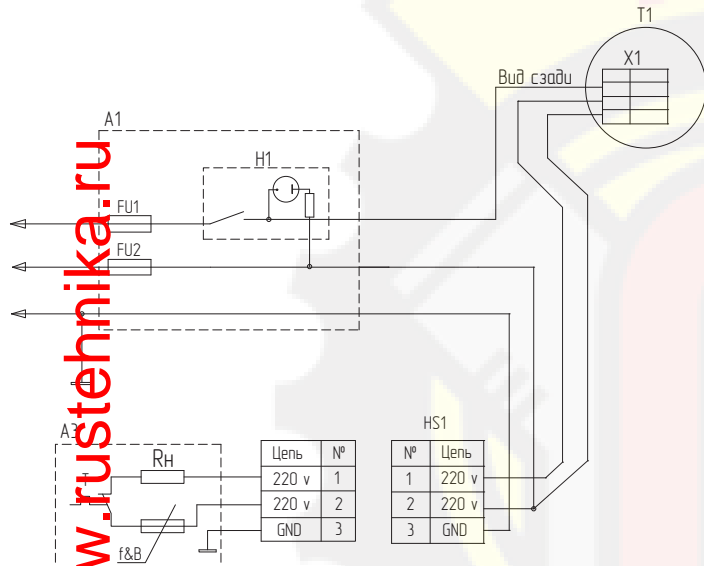 T1
X1
Вид сзади
A1
H1
FU1
FU2
HS1
A3
Rн
Цепь Nº
220 v 1
220 v 2
GND 3
Nº Цепь
1 220 v
2 220 v
3 GND
f&B
w.rustehnika.ru